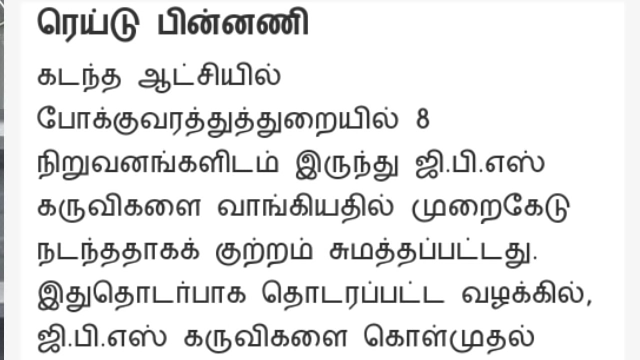 ரெய்டு பின்னணி
கடந்த ஆட்சியில்
போக்குவரத்துத்துறையில் 8
நிறுவனங்களிடம் இருந்து ஜி.பி.எஸ்
கருவிகளை வாங்கியதில் முறைகேடு
நடந்ததாகக் குற்றம் சுமத்தப்பட்டது.
இதுதொடர்பாக தொடரப்பட்ட வழக்கில்,
ஜி.பி.எஸ் கருவிகளை கொள்முதல்